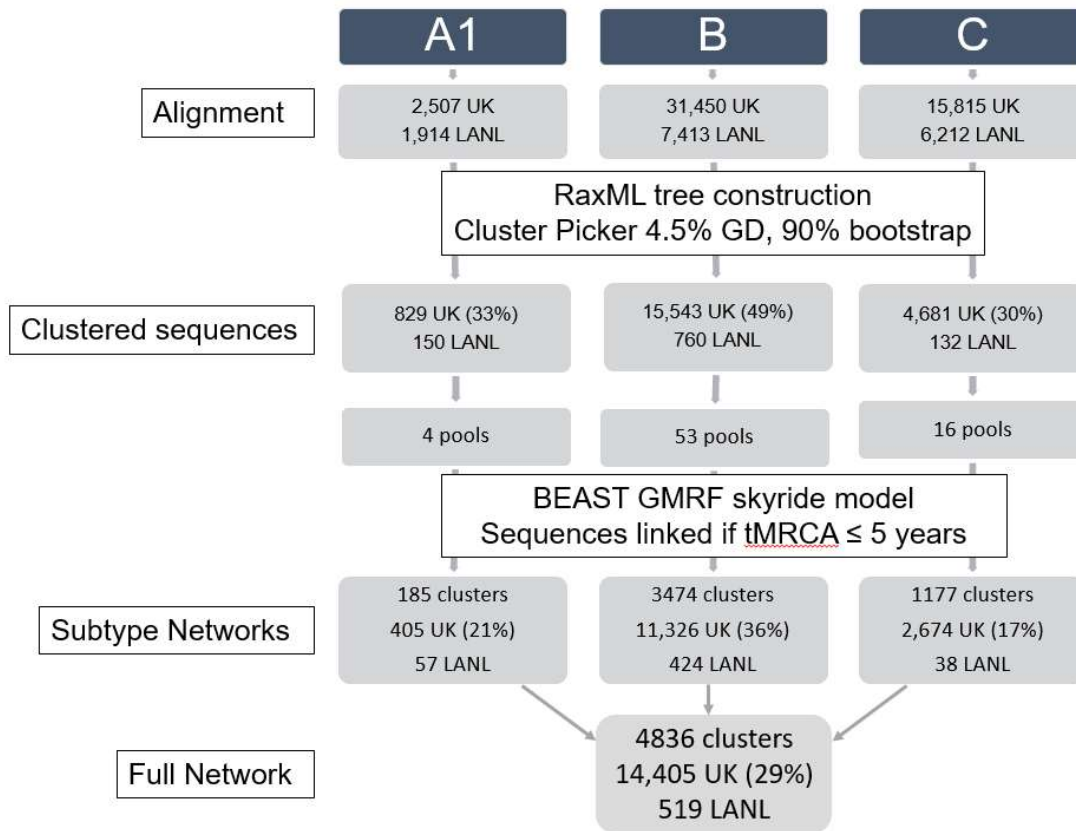 A1
B
C
Alignment
2,507 UK
1,914 LANL
31,450 UK
7,413 LANL
15,815 UK
6,212 LANL
RaxML tree construction
Cluster Picker 4.5% GD, 90% bootstrap
Clustered sequences
829 UK (33%)
150 LANL
15,543 UK (49%)
760 LANL
4,681 UK (30%)
132 LANL
4 pools
53 pools
16 pools
BEAST GMRF skyride model
Sequences linked if tMRCA ≤ 5 years
Subtype Networks
185 clusters
405 UK (21%)
57 LANL
3474 clusters
11,326 UK (36%)
424 LANL
1177 clusters
2,674 UK (17%)
38 LANL
Full Network
4836 clusters
14,405 UK (29%)
519 LANL